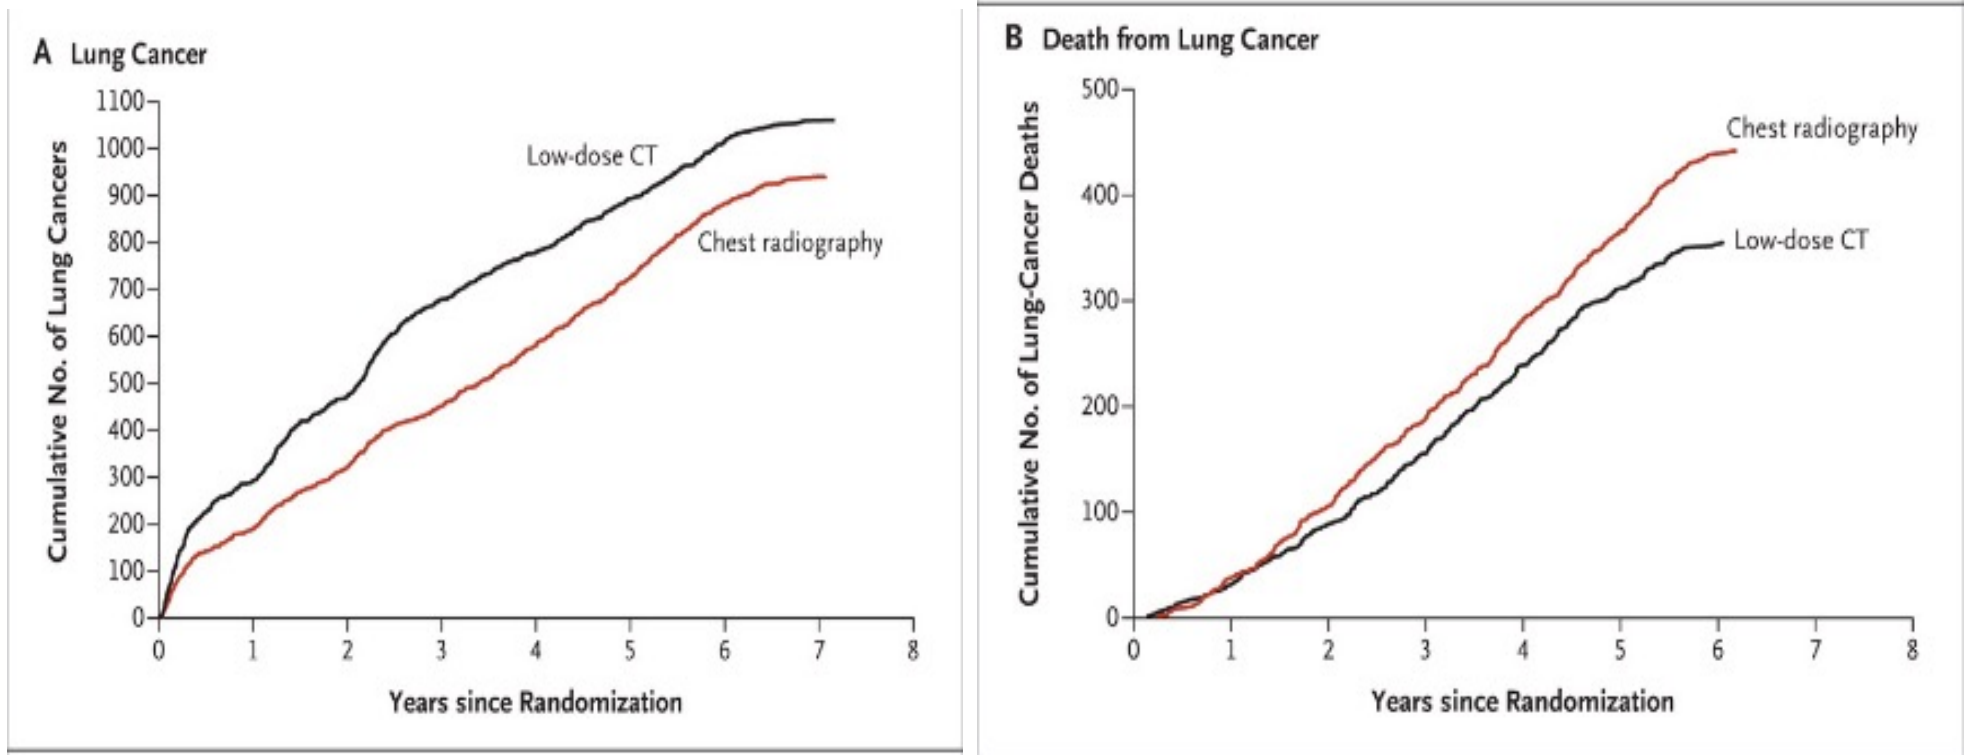 A Lung Cancer
Cumulative No. of Lung Cancers
1100
1000
900
800
700
600
500
400
300
200
100
0
Low-dose CT
Chest radiography
0 1 2 3 4 5 6 7 8
Years since Randomization
B Death from Lung Cancer
Cumulative No. of Lung-Cancer Deaths
500
400
300
200
100
0
Chest radiography
Low-dose CT
0 1 2 3 4 5 6 7 8
Years since Randomization